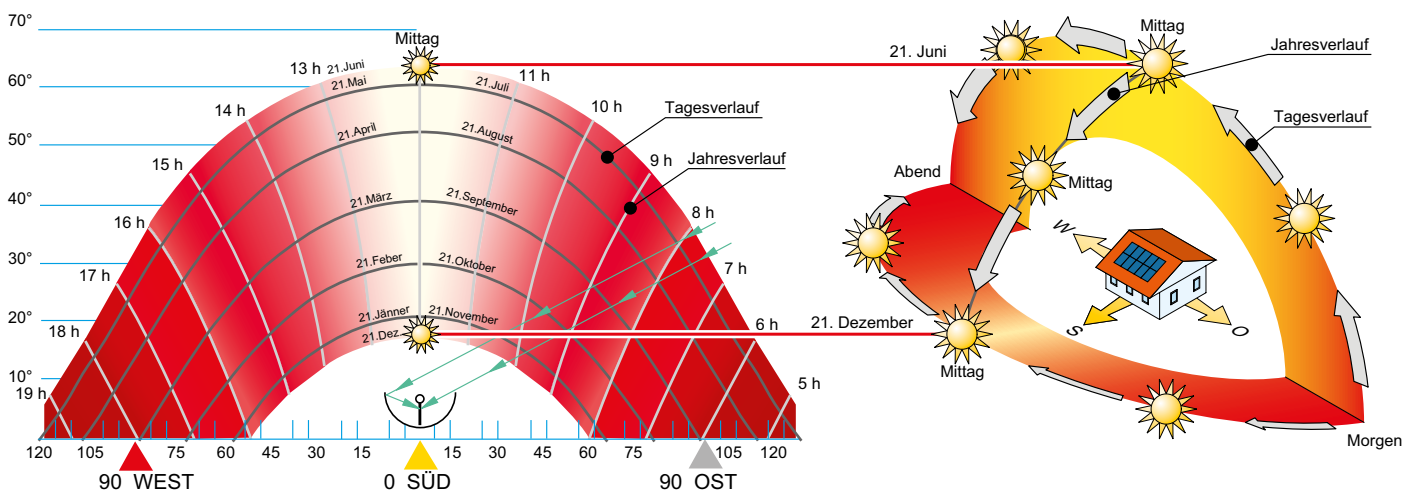 70°
60°
50°
40°
30°
20°
10°
Mittag
13 h
21.Juni
11 h
14 h
10 h
15 h
9 h
16 h
8 h
17 h
7 h
18 h
6 h
19 h
5 h
21.Mai
21.Juli
21.April
21.August
21.März
21.September
21.Feber
21.Oktober
21.Jänner
21.November
21.Dez.
Tagesverlauf
Jahresverlauf
120 105 75 60 45 30 15 15 30 45 60 75 105 120
90 WEST
0 SÜD
90 OST
21. Juni
21. Dezember
Mittag
Jahresverlauf
Tagesverlauf
Abend
Mittag
W
S
O
Mittag
Morgen